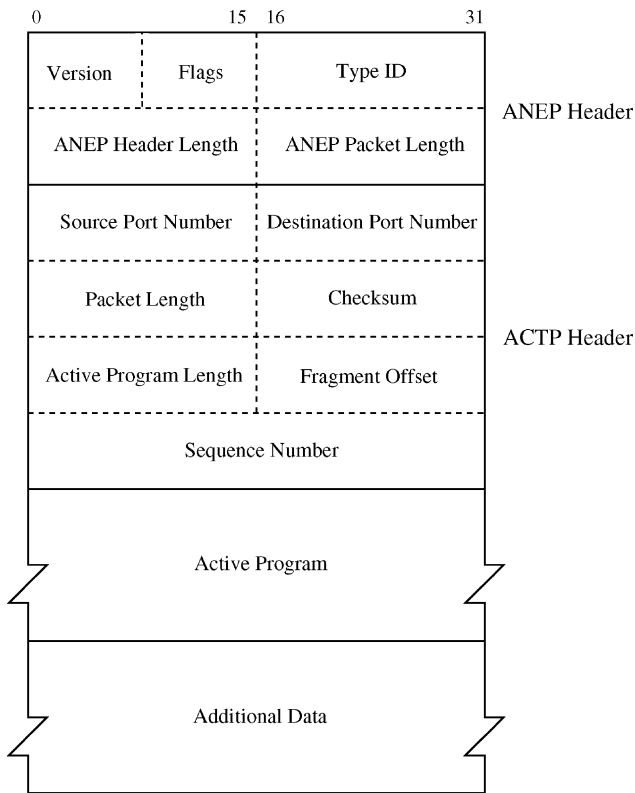 0 15 16 31
Version Flags Type ID
ANEP Header
ANEP Header Length ANEP Packet Length
Source Port Number Destination Port Number
Packet Length Checksum
ACTP Header
Active Program Length Fragment Offset
Sequence Number
Active Program
Additional Data